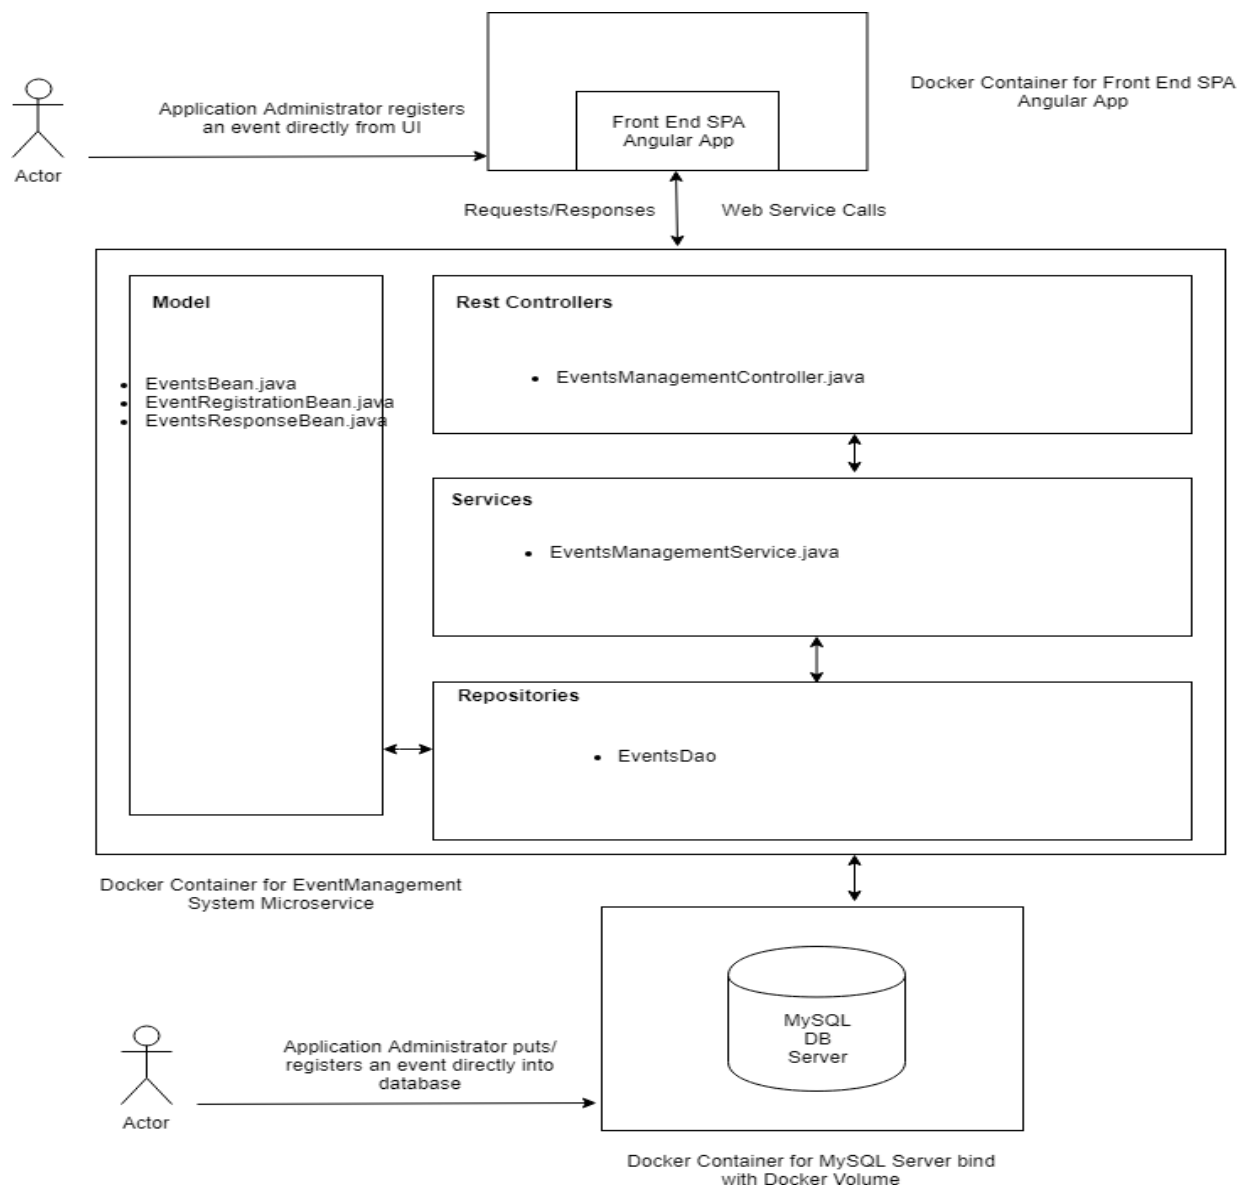 Docker Container for Front End SPA
Angular App
Application Administrator registers
an event directly from UI
Front End SPA
Angular App
Actor
Requests/Responses
Web Service Calls
Model
Rest Controllers
EventsBean.java
EventRegistrationBean.java
EventsResponseBean.java
EventsManagementController.java
Services
EventsManagementService.java
Repositories
EventsDao
Docker Container for EventManagement
System Microservice
MySQL
DB
Server
Application Administrator puts/
registers an event directly into
database
Actor
Docker Container for MySQL Server bind
with Docker Volume